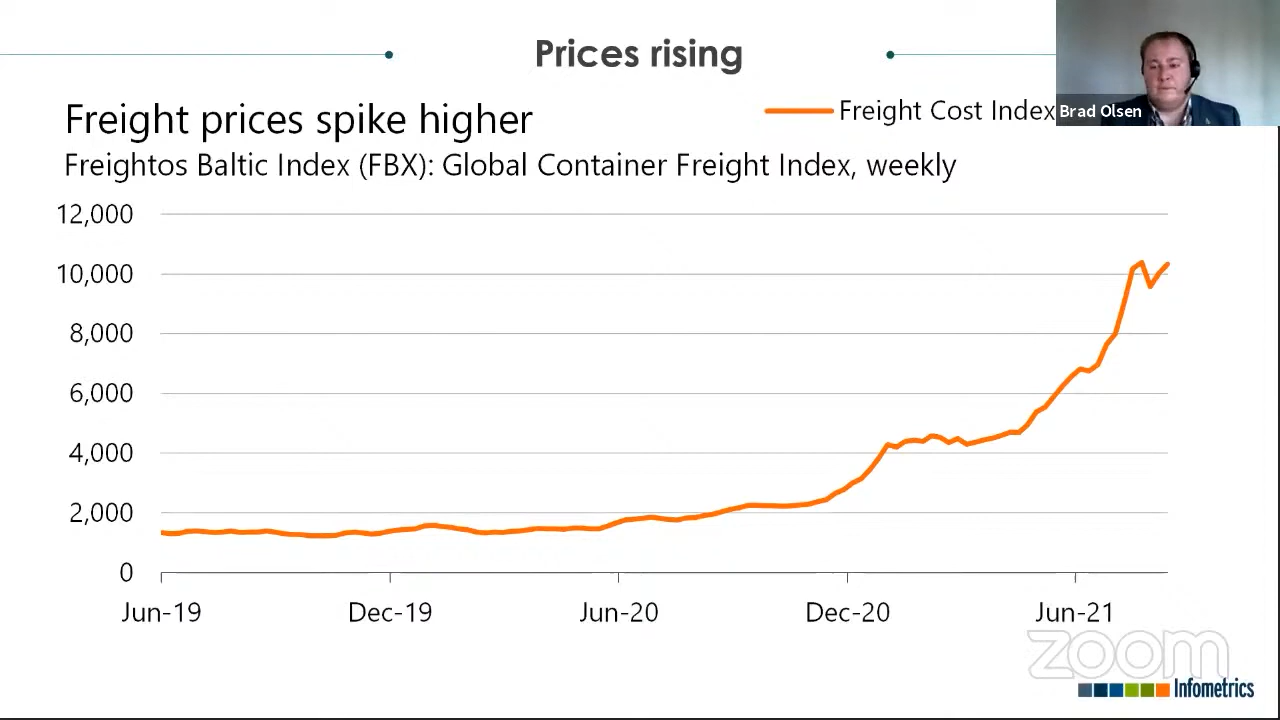 Prices rising
Freight prices spike higher
Freight Cost Index
Brad Olsen
Freightos Baltic Index (FBX): Global Container Freight Index, weekly
12,000
10,000
8,000
6,000
4,000
2,000
0
Jun-19 Dec-19 Jun-20 Dec-20 Jun-21
zoom
Infometrics